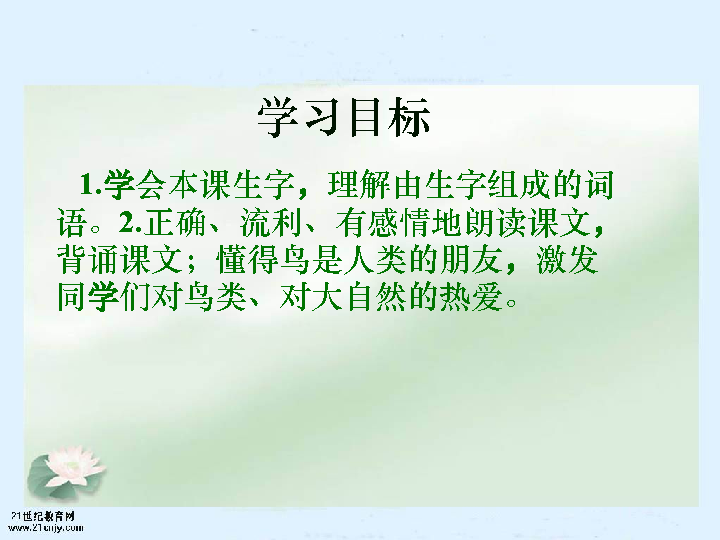 学习目标
1.学会本课生字，理解由生字组成的词
语。2.正确、流利、有感情地朗读课文，
背诵课文；懂得鸟是人类的朋友，激发
同学们对鸟类、对大自然的热爱。
21世纪教育网
www.21cnjy.com